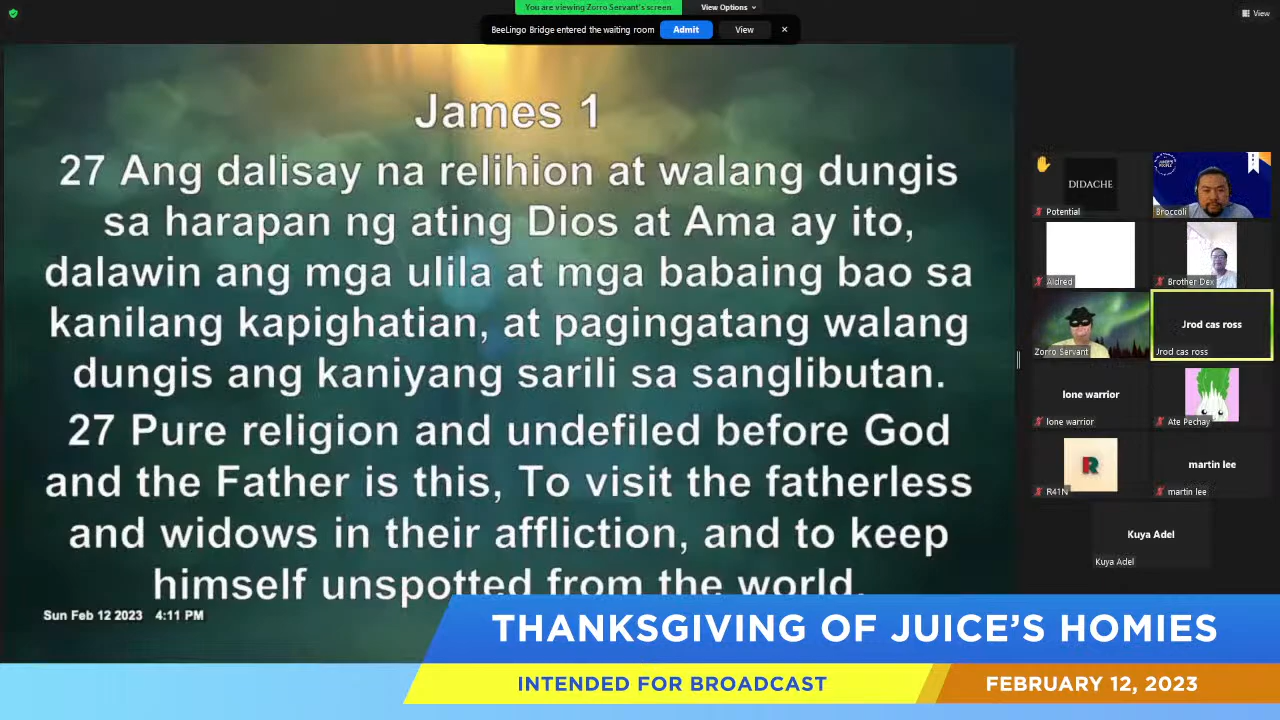 You are viewing Zorro Servant's screen
View Options
View
BeeLingo Bridge entered the waiting room
Admit
View
James 1
27 Ang dalisay na relihion at walang dungis
sa harapan ng ating Dios at Ama ay ito,
dalawin ang mga ulila at mga babaing bao sa
kanilang kapighatian, at pagingatang walang
dungis ang kaniyang sarili sa sanglibutan.
27 Pure religion and undefiled before God
and the Father is this, To visit the fatherless
and widows in their affliction, and to keep
himself unspotted from the world.
Sun Feb 12 2023 4:11 PM
DIDACHE
Potential
Broccoli
Aldred
Brother Dex
Zorro Servant
Jrod cas ross
Jrod cas ross
lone warrior
lone warrior
Ate Pechay
R
R41N
martin lee
martin lee
Kuya Adel
Kuya Adel
THANKSGIVING OF JUICE’S HOMIES
INTENDED FOR BROADCAST
FEBRUARY 12, 2023